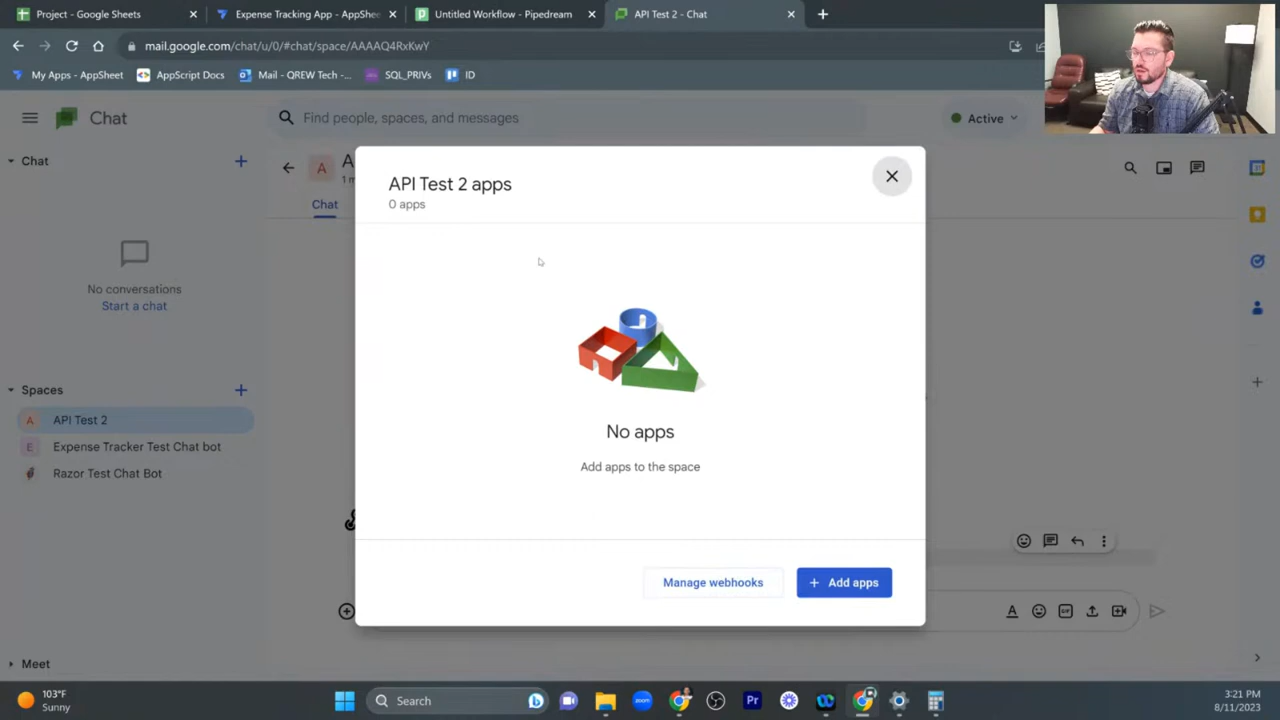 Project - Google Sheets
Expense Tracking App - AppShee
Untitled Workflow - Pipedream
API Test 2 - Chat
mail.google.com/chat/u/0/#chat/space/AAAAQ4RxKwY
My Apps - AppSheet
AppScript Docs
Mail - QREW Tech -...
SQL_PRIVs
ID
Chat
Find people, spaces, and messages
Active
Chat
No conversations
Start a chat
Spaces
API Test 2
Expense Tracker Test Chat bot
Razor Test Chat Bot
Meet
A
A
1 m
Chat
API Test 2 apps
0 apps
No apps
Add apps to the space
Manage webhooks
+ Add apps
103°F
Sunny
Search
3:21 PM
8/11/2023